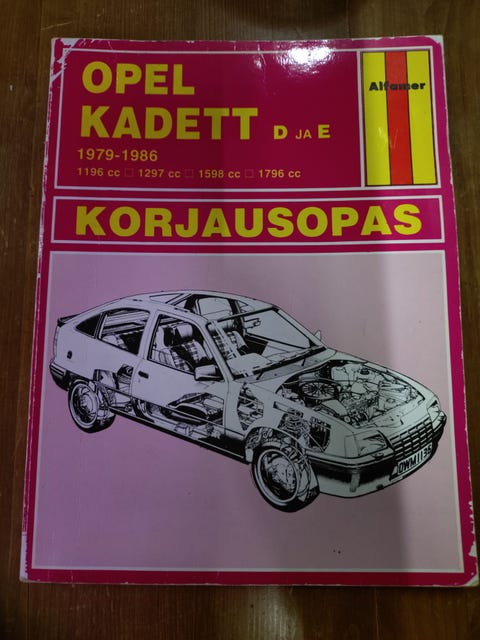 OPEL
KADETT D JA E
1979-1986
1196 cc □ 1297 cc □ 1598 cc □ 1796 cc
Alfamer
KORJAUSOPAS